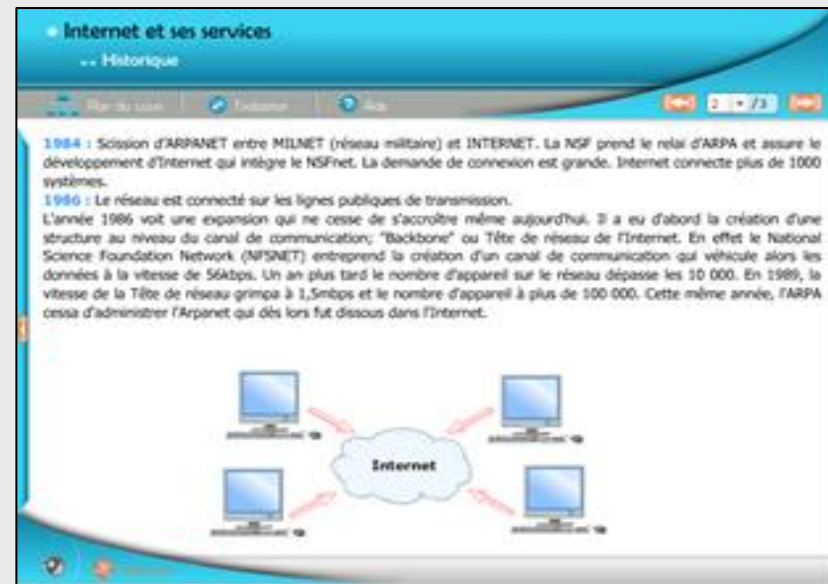 Internet et ses services
-- Historique
Plan du cours Evaluation Aide
2 /3
1984 : Scission d'ARPANET entre MILNET (réseau militaire) et INTERNET. La NSF prend le relai d'ARPA et assure le
développement d'Internet qui intègre le NSFnet. La demande de connexion est grande. Internet connecte plus de 1000
systèmes.
1986 : Le réseau est connecté sur les lignes publiques de transmission.
L'année 1986 voit une expansion qui ne cesse de s'accroître même aujourd'hui. Il a eu d'abord la création d'une
structure au niveau du canal de communication; "Backbone" ou Tête de réseau de l'Internet. En effet le National
Science Foundation Network (NFSNET) entreprend la création d'un canal de communication qui véhicule alors les
données à la vitesse de 56kbps. Un an plus tard le nombre d'appareil sur le réseau dépasse les 10 000. En 1989, la
vitesse de la Tête de réseau grimpa à 1,5mbps et le nombre d'appareil à plus de 100 000. Cette même année, l'ARPA
cessa d'administrer l'Arpanet qui dès lors fut dissous dans l'Internet.
Internet